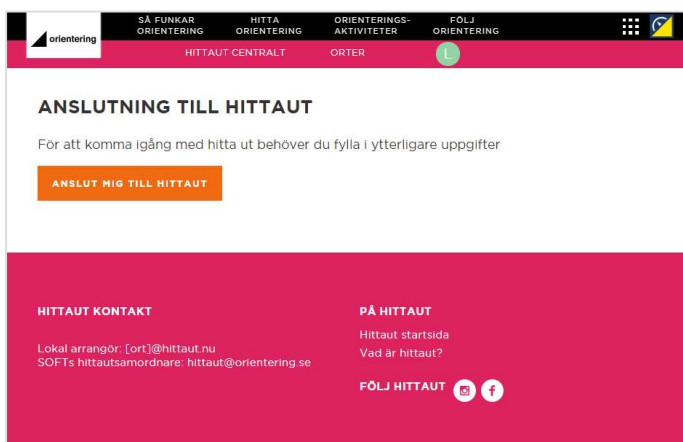 orientering
SÅ FUNKAR
ORIENTERING
HITTA
ORIENTERING
ORIENTERINGS-
AKTIVITETER
FÖLJ
ORIENTERING
HITTAUT CENTRALT
ORTER
L
ANSLUTNING TILL HITTAUT
För att komma igång med hitta ut behöver du fylla i ytterligare uppgifter
ANSLUT MIG TILL HITTAUT
HITTAUT KONTAKT
Lokal arrangör: [ort]@hittaut.nu
SOFTs hittautsamordnare: hittaut@orientering.se
PÅ HITTAUT
Hittaut startsida
Vad är hittaut?
FÖLJ HITTAUT